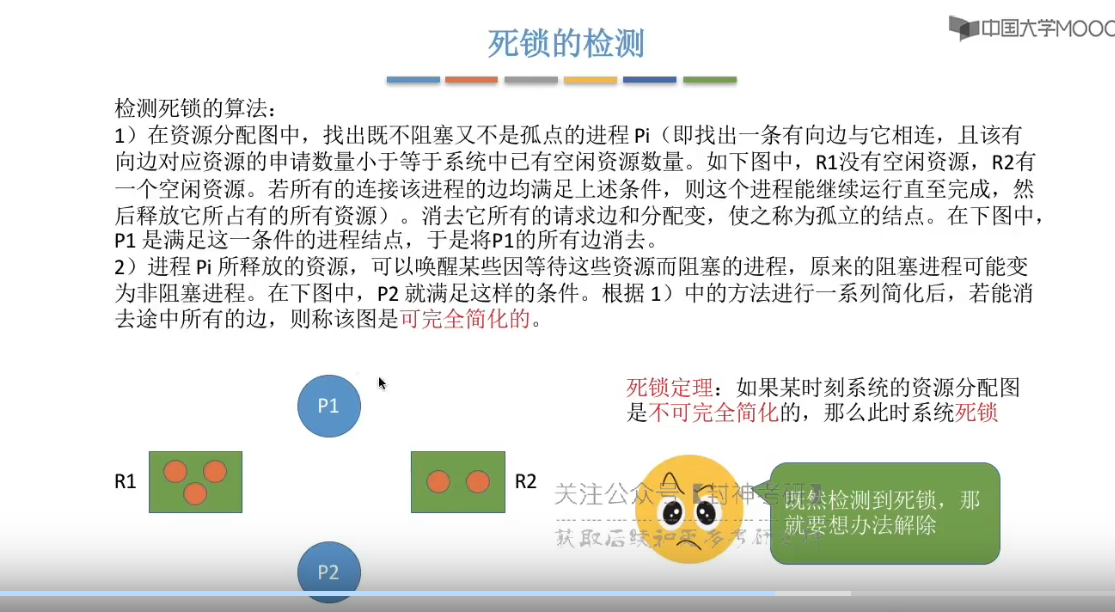 中国大学MOOC
死锁的检测
检测死锁的算法：
1）在资源分配图中，找出既不阻塞又不是孤点的进程 Pi（即找出一条有向边与它相连，且该有
向边对应资源的申请数量小于等于系统中已有空闲资源数量。如下图中，R1没有空闲资源，R2有
一个空闲资源。若所有的连接该进程的边均满足上述条件，则这个进程能继续运行直至完成，然
后释放它所占有的所有资源）。消去它所有的请求边和分配变，使之称为孤立的结点。在下图中，
P1 是满足这一条件的进程结点，于是将P1的所有边消去。
2）进程 Pi 所释放的资源，可以唤醒某些因等待这些资源而阻塞的进程，原来的阻塞进程可能变
为非阻塞进程。在下图中，P2 就满足这样的条件。根据 1）中的方法进行一系列简化后，若能消
去途中所有的边，则称该图是可完全简化的。
死锁定理：如果某时刻系统的资源分配图
是不可完全简化的，那么此时系统死锁
P1
R1
R2
P2
关注公众号【封神考研】
既然检测到死锁，那
就要想办法解除
获取后续和更多考研